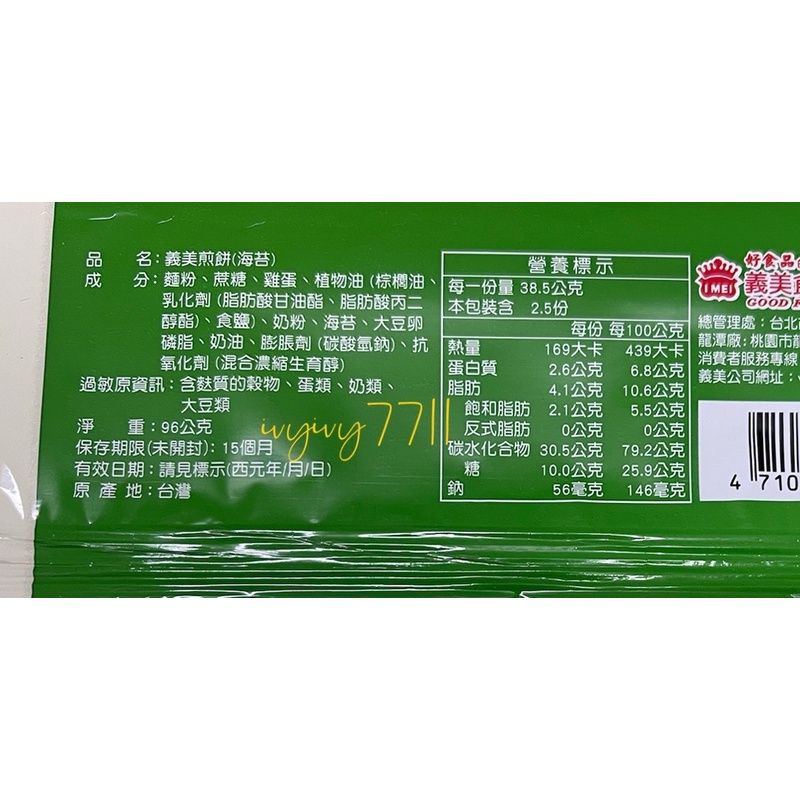 品 名：義美煎餅(海苔)
成 分：麵粉、蔗糖、雞蛋、植物油 (棕櫚油、
乳化劑 (脂肪酸甘油酯、脂肪酸丙二
醇酯)、食鹽)、奶粉、海苔、大豆卵
磷脂、奶油、膨脹劑 (碳酸氫鈉)、抗
氧化劑 (混合濃縮生育醇)
過敏原資訊：含麩質的穀物、蛋類、奶類、
大豆類
淨 重：96公克
保存期限(未開封)：15個月
有效日期：請見標示(西元年/月/日)
原 產 地：台灣
ivyivy7711
營養標示
每一份量 38.5公克
本包裝含 2.5份
每份 每100公克
熱量 169大卡 439大卡
蛋白質 2.6公克 6.8公克
脂肪 4.1公克 10.6公克
飽和脂肪 2.1公克 5.5公克
反式脂肪 0公克 0公克
碳水化合物 30.5公克 79.2公克
糖 10.0公克 25.9公克
鈉 56毫克 146毫克
好食品
I MEI
義美
GOOD
總管理處：台北
龍潭廠：桃園市龍
消費者服務專線
義美公司網址：
4 710